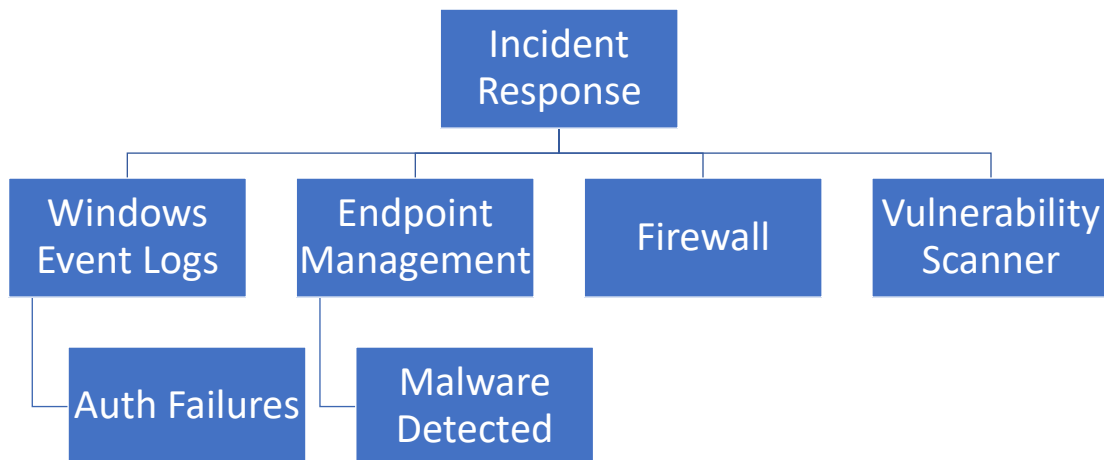 Incident
Response
Windows
Event Logs
Endpoint
Management
Firewall
Vulnerability
Scanner
Auth Failures
Malware
Detected